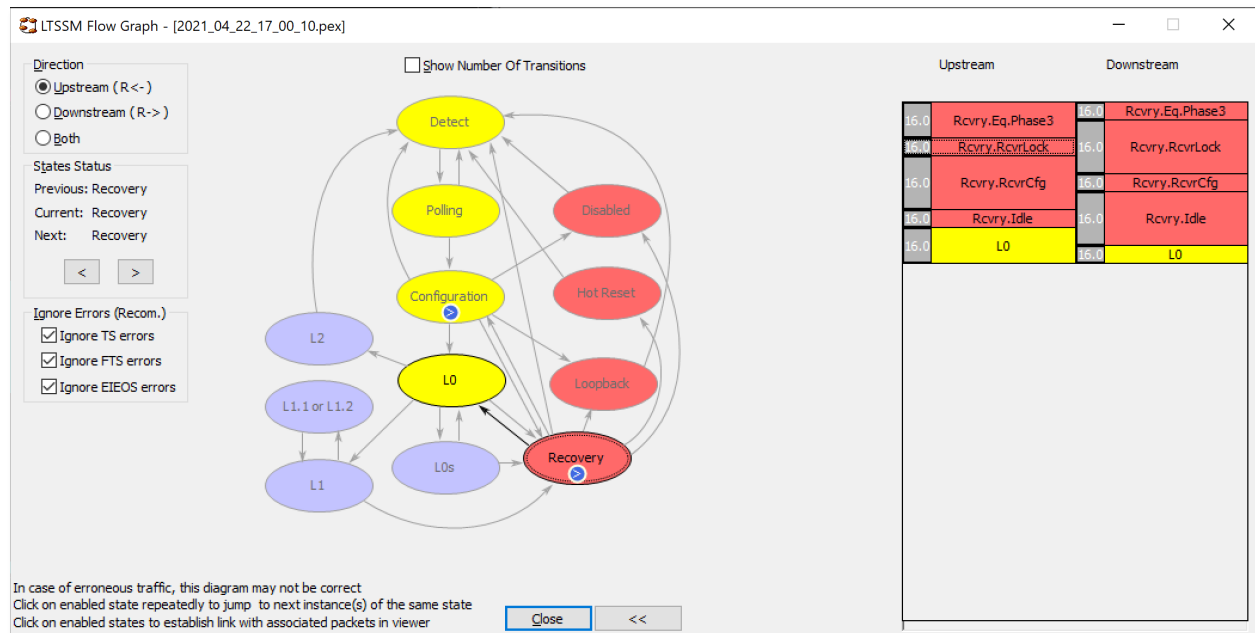 LTSSM Flow Graph - [2021_04_22_17_00_10.pex]
Direction
Upstream ( R<- )
Downstream ( R-> )
Both
States Status
Previous: Recovery
Current: Recovery
Next: Recovery
<
>
Ignore Errors (Recom.)
Ignore TS errors
Ignore FTS errors
Ignore EIEOS errors
Show Number Of Transitions
Detect
Polling
Disabled
Configuration
>
Hot Reset
L2
L0
Loopback
L1.1 or L1.2
Recovery
>
L0s
L1
Upstream
16.0 Rcvry.Eq.Phase3
16.0 Rcvry.RcvrLock
16.0 Rcvry.RcvrCfg
16.0 Rcvry.Idle
16.0 L0
Downstream
16.0 Rcvry.Eq.Phase3
16.0 Rcvry.RcvrLock
16.0 Rcvry.RcvrCfg
16.0 Rcvry.Idle
16.0 L0
In case of erroneous traffic, this diagram may not be correct
Click on enabled state repeatedly to jump to next instance(s) of the same state
Click on enabled states to establish link with associated packets in viewer
Close
<<